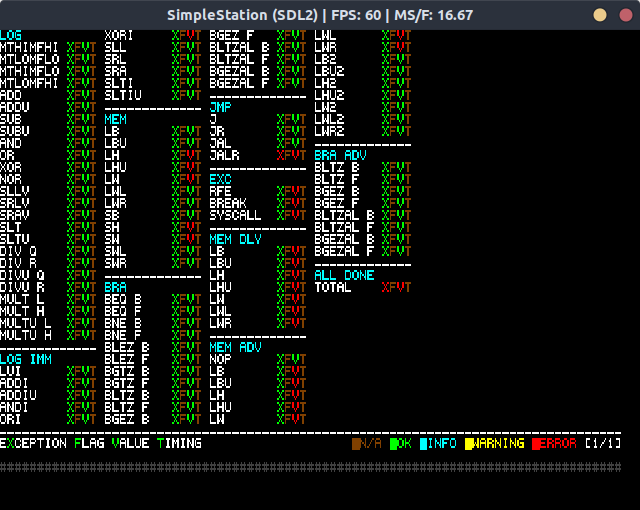 SimpleStation (SDL2) | FPS: 60 | MS/F: 16.67
LOG
MTHIMFHI XFVT
MTLOMFLO XFVT
MTHIMFLO XFVT
MTLOMFHI XFVT
ADD XFVT
ADDU XFVT
SUB XFVT
SUBU XFVT
AND XFVT
OR XFVT
XOR XFVT
NOR XFVT
SLLV XFVT
SRLV XFVT
SRAV XFVT
SLT XFVT
SLTU XFVT
DIV Q XFVT
DIV R XFVT
DIVU Q XFVT
DIVU R XFVT
MULT L XFVT
MULT H XFVT
MULTU L XFVT
MULTU H XFVT
LOG IMM
LUI XFVT
ADDI XFVT
ADDIU XFVT
ANDI XFVT
ORI XFVT
XORI XFVT
SLL XFVT
SRL XFVT
SRA XFVT
SLTI XFVT
SLTIU XFVT
MEM
LB XFVT
LBU XFVT
LH XFVT
LHU XFVT
LW XFVT
LWL XFVT
LWR XFVT
SB XFVT
SH XFVT
SW XFVT
SWL XFVT
SWR XFVT
BRA
BEQ B XFVT
BEQ F XFVT
BNE B XFVT
BNE F XFVT
BLEZ B XFVT
BLEZ F XFVT
BGTZ B XFVT
BGTZ F XFVT
BLTZ B XFVT
BLTZ F XFVT
BGEZ B XFVT
BGEZ F XFVT
BLTZAL B XFVT
BLTZAL F XFVT
BGEZAL B XFVT
BGEZAL F XFVT
JMP
J XFVT
JR XFVT
JAL XFVT
JALR XFVT
EXC
RFE XFVT
BREAK XFVT
SYSCALL XFVT
MEM DLY
LB XFVT
LBU XFVT
LH XFVT
LHU XFVT
LW XFVT
LWL XFVT
LWR XFVT
MEM ADV
NOP XFVT
LB XFVT
LBU XFVT
LH XFVT
LHU XFVT
LW XFVT
LWL XFVT
LWR XFVT
LB2 XFVT
LBU2 XFVT
LH2 XFVT
LHU2 XFVT
LW2 XFVT
LWL2 XFVT
LWR2 XFVT
BRA ADV
BLTZ B XFVT
BLTZ F XFVT
BGEZ B XFVT
BGEZ F XFVT
BLTZAL B XFVT
BLTZAL F XFVT
BGEZAL B XFVT
BGEZAL F XFVT
ALL DONE
TOTAL XFVT
EXCEPTION FLAG VALUE TIMING N/A OK INFO WARNING ERROR [1/1]